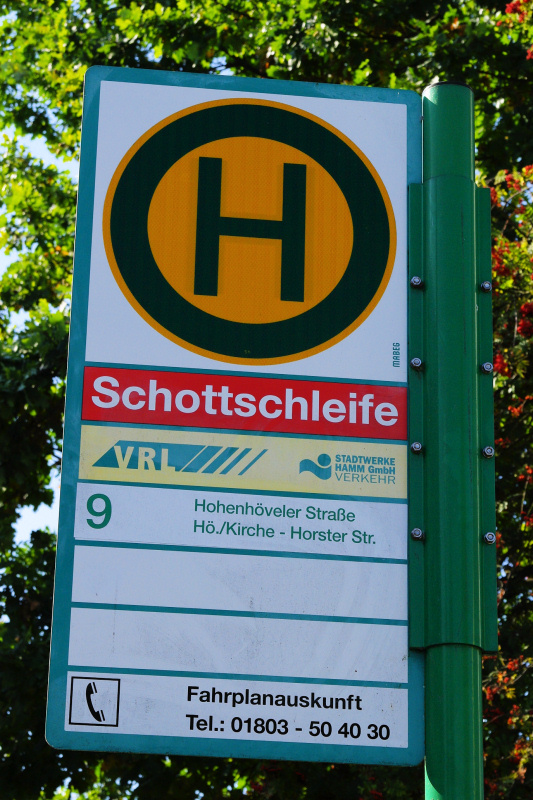 H
MABEG
Schottschleife
VRL
STADTWERKE
HAMM GmbH
VERKEHR
9
Hohenhöveler Straße
Hö./Kirche - Horster Str.
Fahrplanauskunft
Tel.: 01803 - 50 40 30